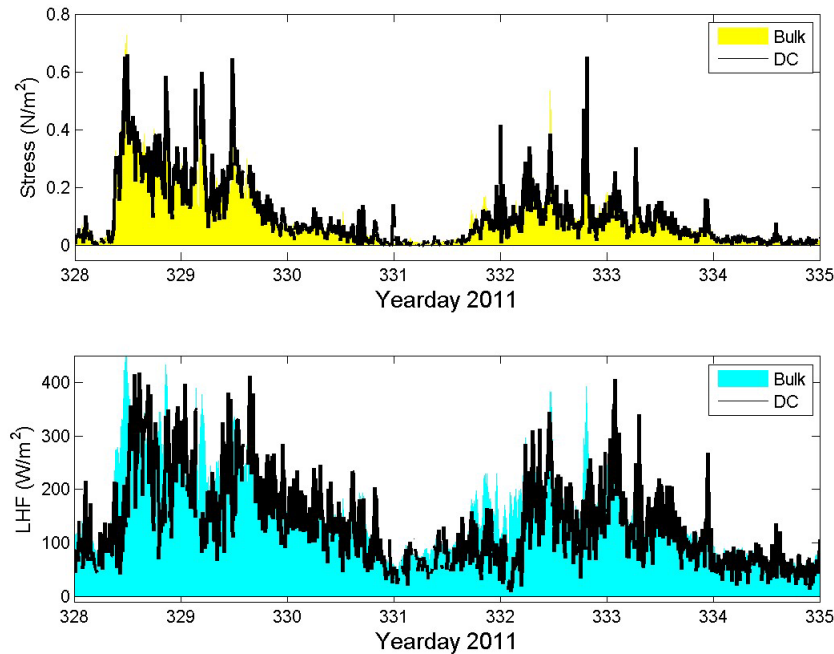 0.8
0.6
0.4
0.2
0
Stress (N/m²)
Bulk
DC
328 329 330 331 332 333 334 335
Yearday 2011
400
300
200
100
0
LHF (W/m²)
Bulk
DC
328 329 330 331 332 333 334 335
Yearday 2011